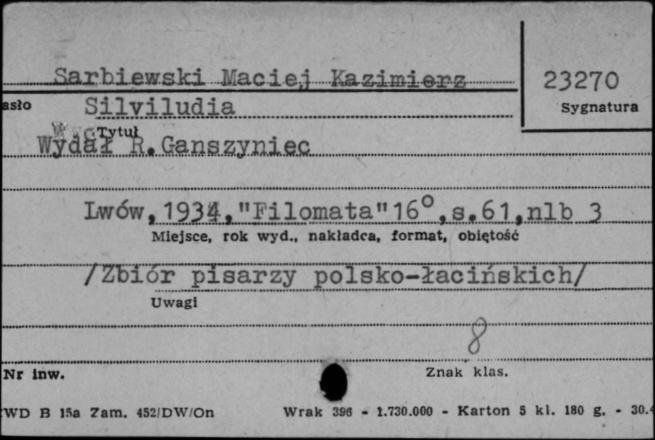 Sarbiewski Maciej Kazimierz
23270
asło
Silviludia
Sygnatura
Tytuł
Wydał R.Ganszyniec
Lwów,1934,"Filomata"16°,s.61,nlb 3
Miejsce, rok wyd., nakładca, format, obiętość
/Zbiór pisarzy polsko-łacińskich/
Uwagi
8
Nr inw.
Znak klas.
WD B 15a Zam. 452/DW/On
Wrak 396 - 1.730.000 - Karton 5 kl. 180 g. - 30.4